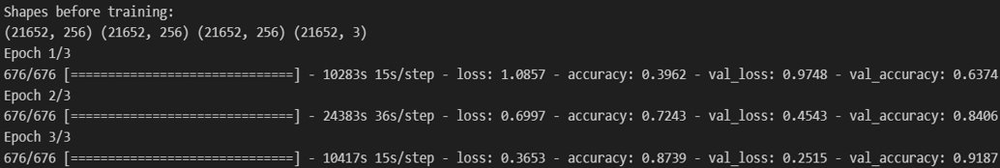 Shapes before training:
(21652, 256) (21652, 256) (21652, 256) (21652, 3)
Epoch 1/3
676/676 [==============================] - 10283s 15s/step - loss: 1.0857 - accuracy: 0.3962 - val_loss: 0.9748 - val_accuracy: 0.6374
Epoch 2/3
676/676 [==============================] - 24383s 36s/step - loss: 0.6997 - accuracy: 0.7243 - val_loss: 0.4543 - val_accuracy: 0.8406
Epoch 3/3
676/676 [==============================] - 10417s 15s/step - loss: 0.3653 - accuracy: 0.8739 - val_loss: 0.2515 - val_accuracy: 0.9187